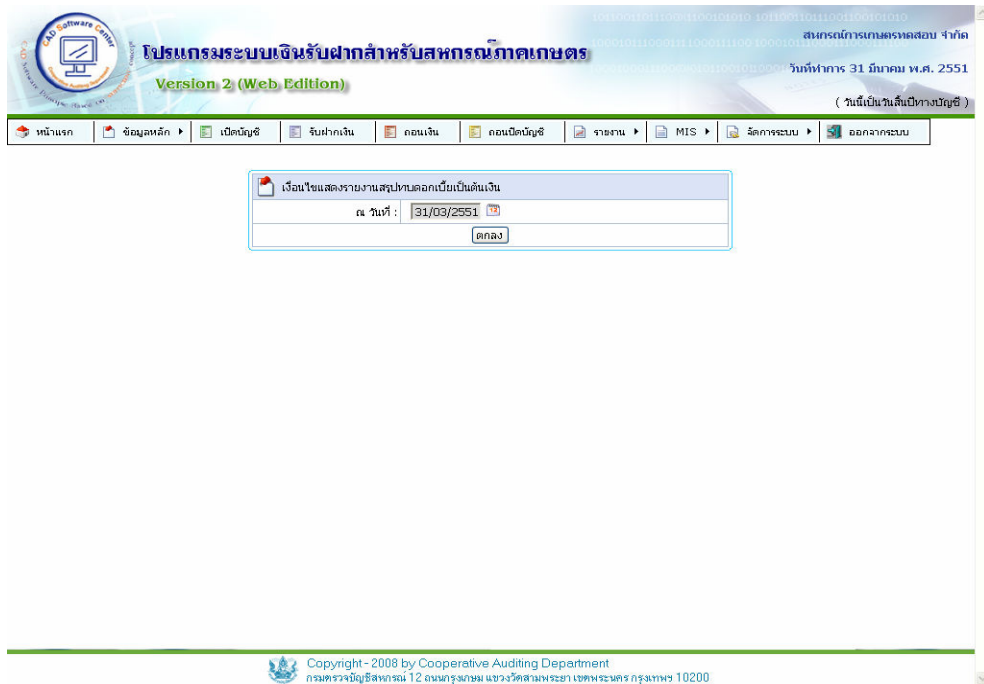 CAD Software Center
สหกรณ์การเกษตรทดสอบ จำกัด
โปรแกรมระบบเงินรับฝากสำหรับสหกรณ์ภาคเกษตร
วันที่ทำการ 31 มีนาคม พ.ศ. 2551
Version 2 (Web Edition)
( วันนี้เป็นวันสิ้นปีทางบัญชี )
หน้าแรก ข้อมูลหลัก เปิดบัญชี รับฝากเงิน ถอนเงิน ถอนปิดบัญชี รายงาน MIS จัดการระบบ ออกจากระบบ
เงื่อนไขแสดงรายงานสรุปทบดอกเบี้ยเป็นต้นเงิน
ณ วันที่ : 31/03/2551
ตกลง
Copyright - 2008 by Cooperative Auditing Department
กรมตรวจบัญชีสหกรณ์ 12 ถนนกรุงเกษม แขวงวัดสามพระยา เขตพระนคร กรุงเทพฯ 10200